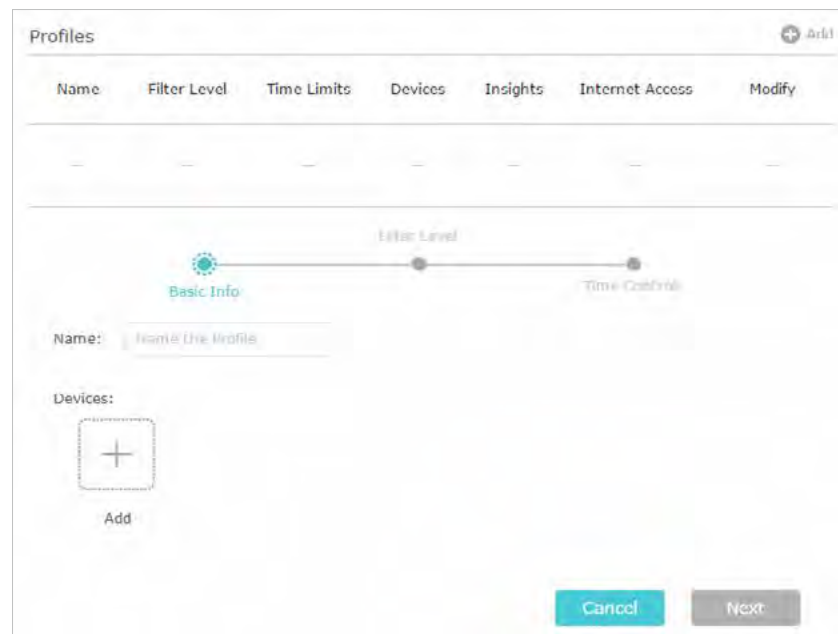 Profiles
Add
Name Filter Level Time Limits Devices Insights Internet Access Modify
Filter Level
Basic Info
Time Controls
Name: Name the Profile
Devices:
Add
Cancel Next